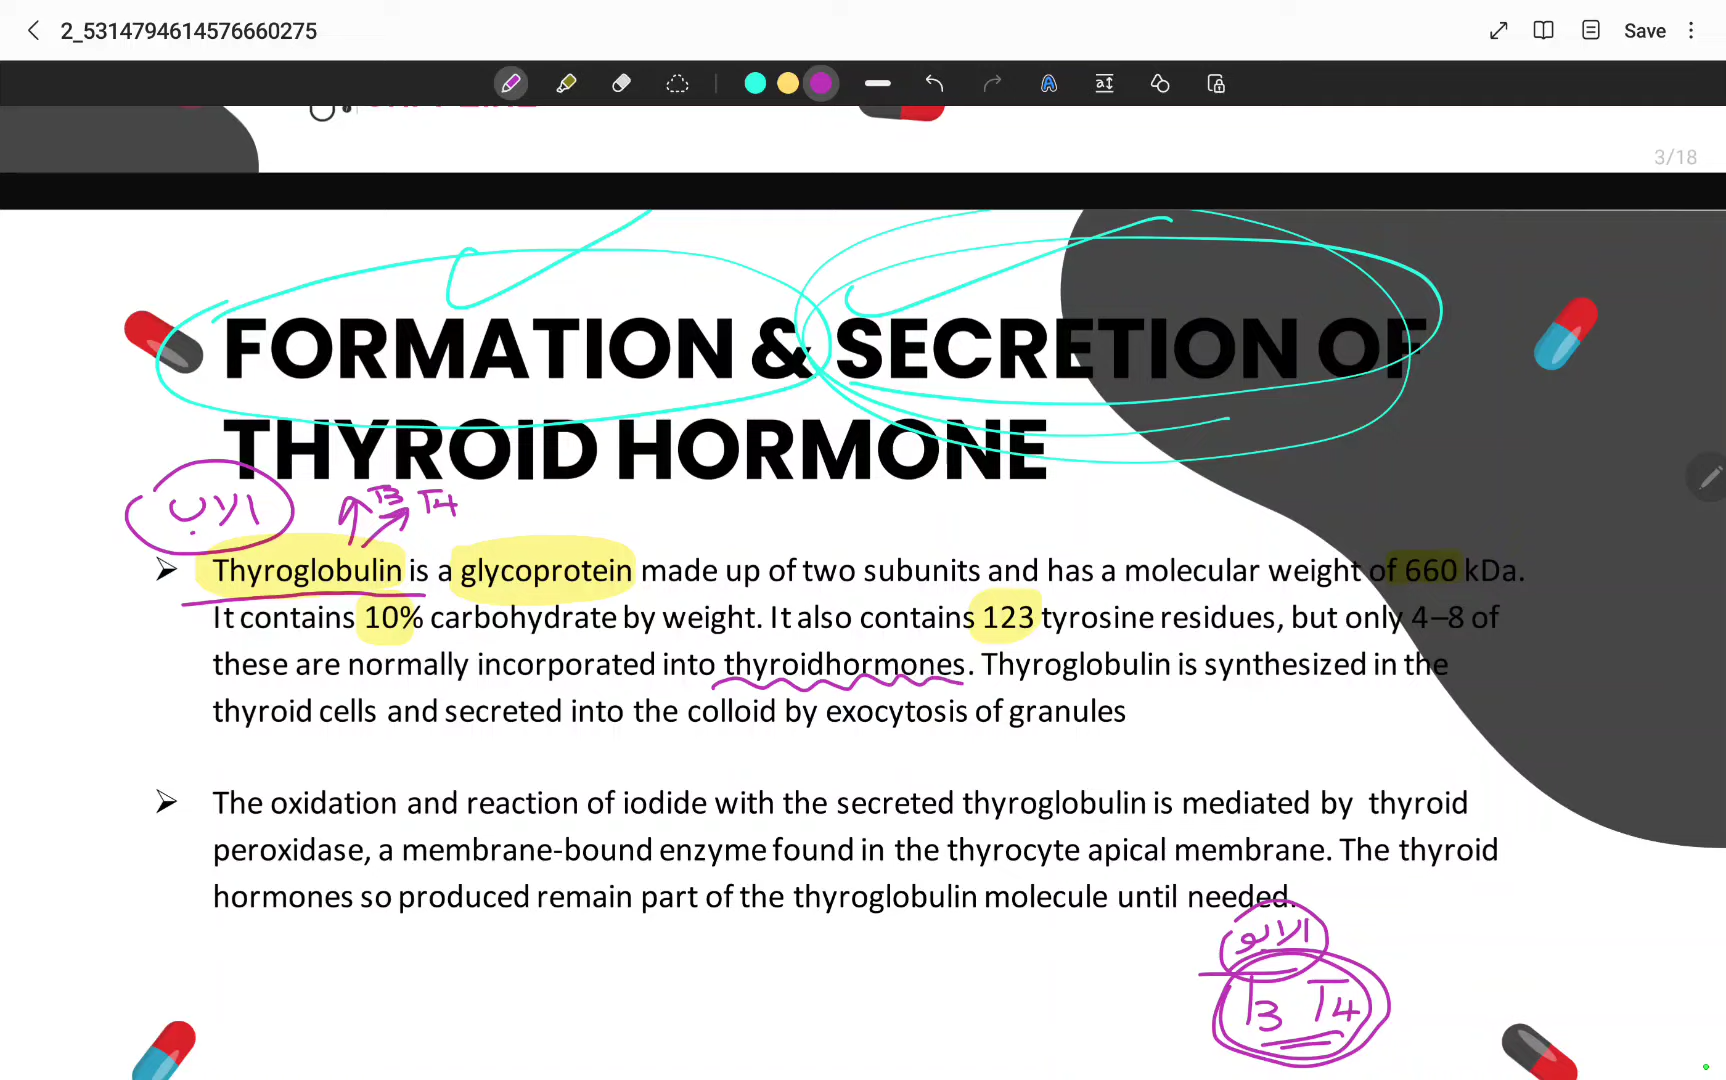 2_5314794614576660275
Save
3/18
FORMATION & SECRETION OF
THYROID HORMONE
T3 T4
➢ Thyroglobulin is a glycoprotein made up of two subunits and has a molecular weight of 660 kDa.
It contains 10% carbohydrate by weight. It also contains 123 tyrosine residues, but only 4–8 of
these are normally incorporated into thyroidhormones. Thyroglobulin is synthesized in the
thyroid cells and secreted into the colloid by exocytosis of granules
➢ The oxidation and reaction of iodide with the secreted thyroglobulin is mediated by thyroid
peroxidase, a membrane-bound enzyme found in the thyrocyte apical membrane. The thyroid
hormones so produced remain part of the thyroglobulin molecule until needed.
T3 T4